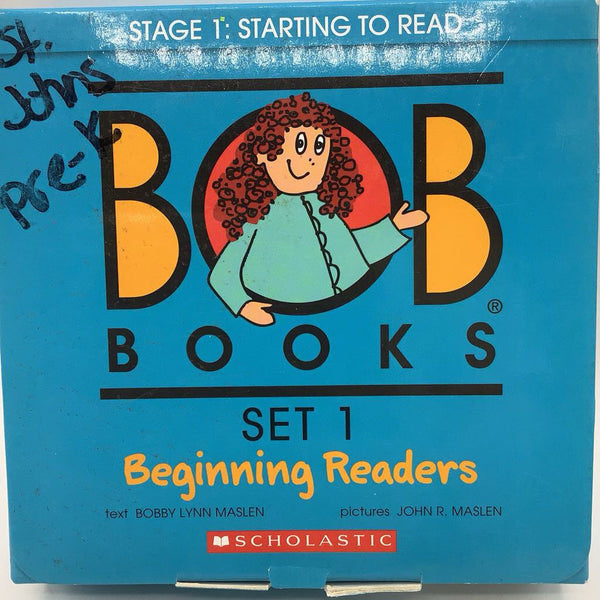 STAGE 1: STARTING TO READ
St.
Johns
Pre-K
BOB
BOOKS®
SET 1
Beginning Readers
text BOBBY LYNN MASLEN pictures JOHN R. MASLEN
SCHOLASTIC